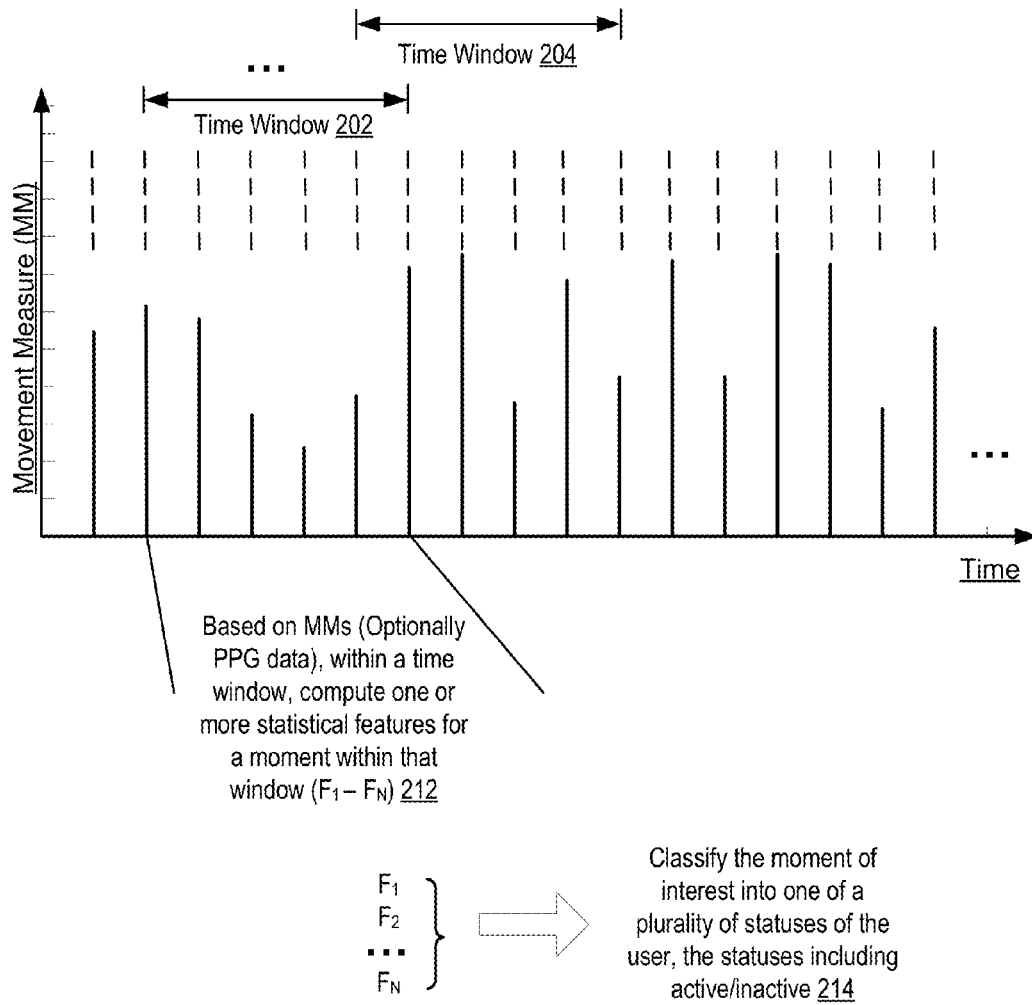 Time Window 204
...
Time Window 202
Movement Measure (MM)
...
Time
Based on MMs (Optionally
PPG data), within a time
window, compute one or
more statistical features for
a moment within that
window (F₁ – F_N) 212
F₁
F₂
...
F_N
Classify the moment of
interest into one of a
plurality of statuses of the
user, the statuses including
active/inactive 214